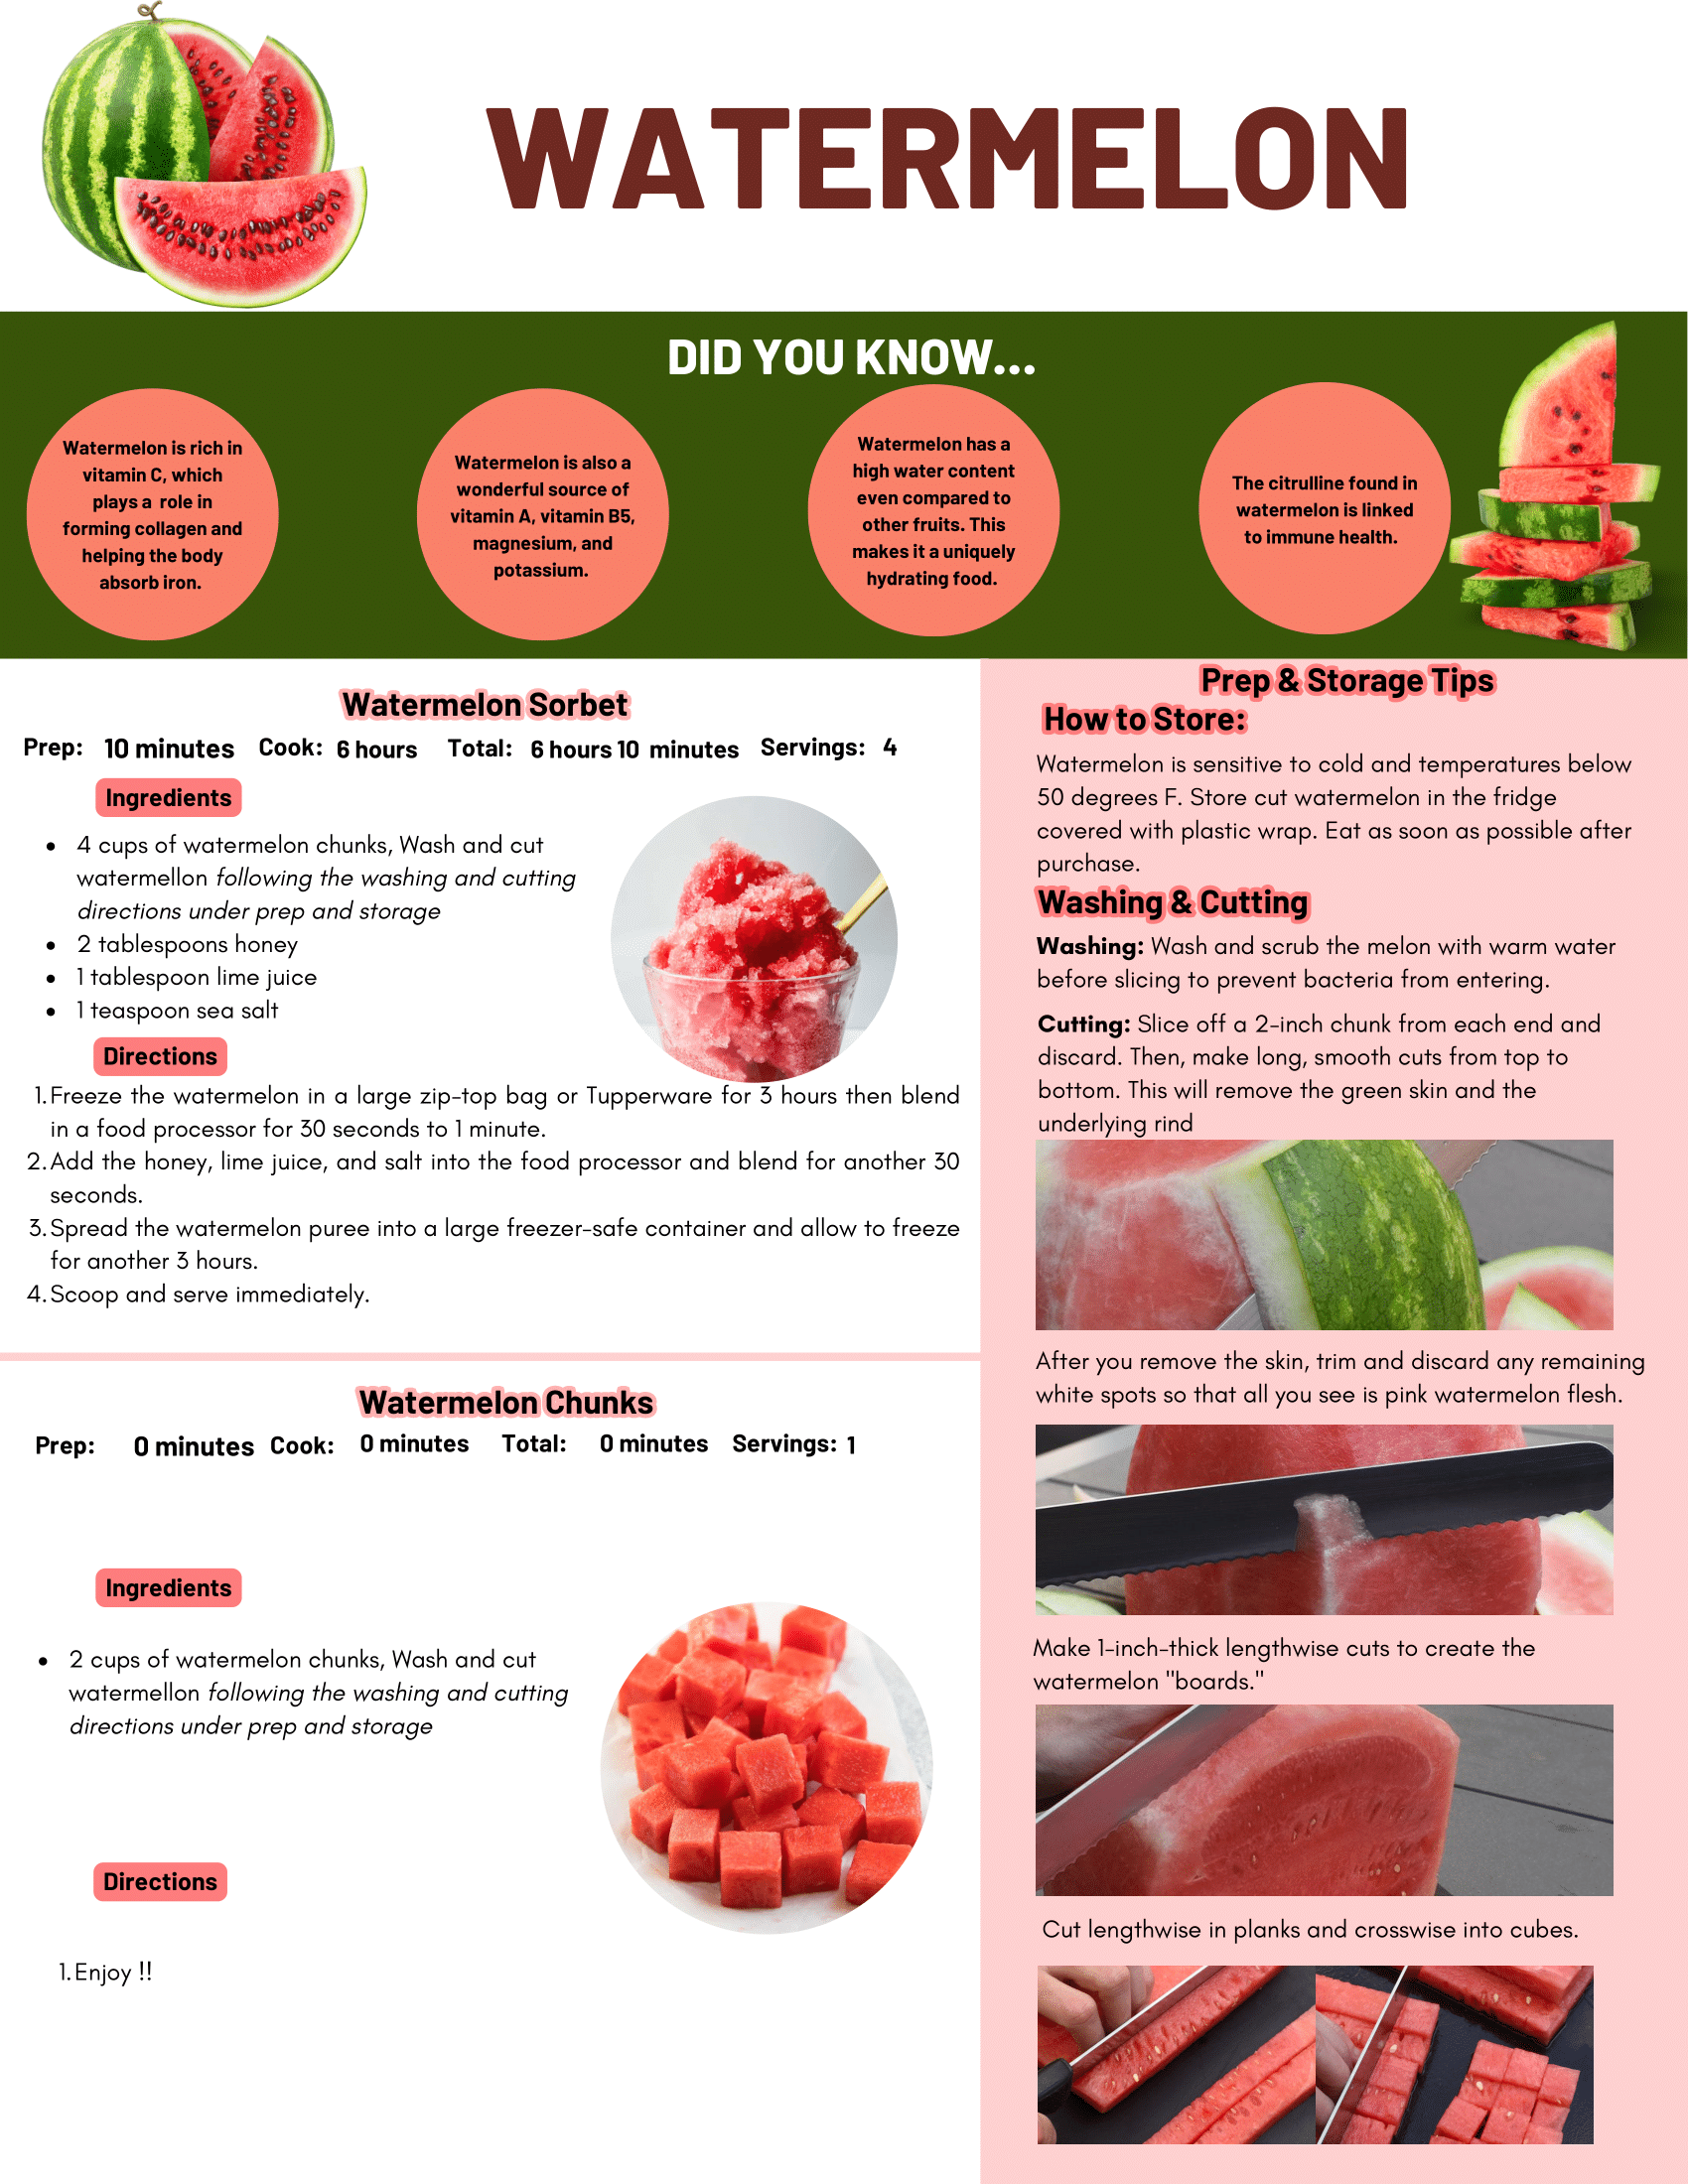 WATERMELON
DID YOU KNOW...
Watermelon is rich in
vitamin C, which
plays a role in
forming collagen and
helping the body
absorb iron.
Watermelon is also a
wonderful source of
vitamin A, vitamin B5,
magnesium, and
potassium.
Watermelon has a
high water content
even compared to
other fruits. This
makes it a uniquely
hydrating food.
The citrulline found in
watermelon is linked
to immune health.
Watermelon Sorbet
Prep: 10 minutes Cook: 6 hours Total: 6 hours 10 minutes Servings: 4
Ingredients
• 4 cups of watermelon chunks, Wash and cut
watermellon following the washing and cutting
directions under prep and storage
• 2 tablespoons honey
• 1 tablespoon lime juice
• 1 teaspoon sea salt
Directions
1. Freeze the watermelon in a large zip-top bag or Tupperware for 3 hours then blend
in a food processor for 30 seconds to 1 minute.
2. Add the honey, lime juice, and salt into the food processor and blend for another 30
seconds.
3. Spread the watermelon puree into a large freezer-safe container and allow to freeze
for another 3 hours.
4. Scoop and serve immediately.
Watermelon Chunks
Prep: 0 minutes Cook: 0 minutes Total: 0 minutes Servings: 1
Ingredients
• 2 cups of watermelon chunks, Wash and cut
watermellon following the washing and cutting
directions under prep and storage
Directions
1. Enjoy !!
Prep & Storage Tips
How to Store:
Watermelon is sensitive to cold and temperatures below
50 degrees F. Store cut watermelon in the fridge
covered with plastic wrap. Eat as soon as possible after
purchase.
Washing & Cutting
Washing: Wash and scrub the melon with warm water
before slicing to prevent bacteria from entering.
Cutting: Slice off a 2-inch chunk from each end and
discard. Then, make long, smooth cuts from top to
bottom. This will remove the green skin and the
underlying rind
After you remove the skin, trim and discard any remaining
white spots so that all you see is pink watermelon flesh.
Make 1-inch-thick lengthwise cuts to create the
watermelon "boards."
Cut lengthwise in planks and crosswise into cubes.